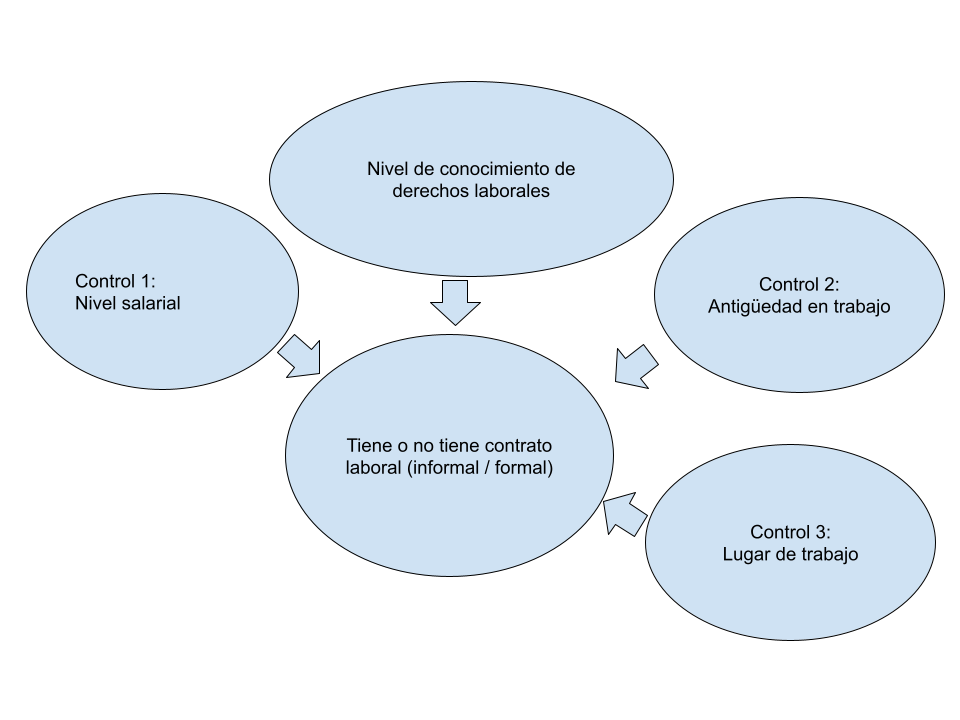 Nivel de conocimiento de
derechos laborales
Control 1:
Nivel salarial
Control 2:
Antigüedad en trabajo
Tiene o no tiene contrato
laboral (informal / formal)
Control 3:
Lugar de trabajo